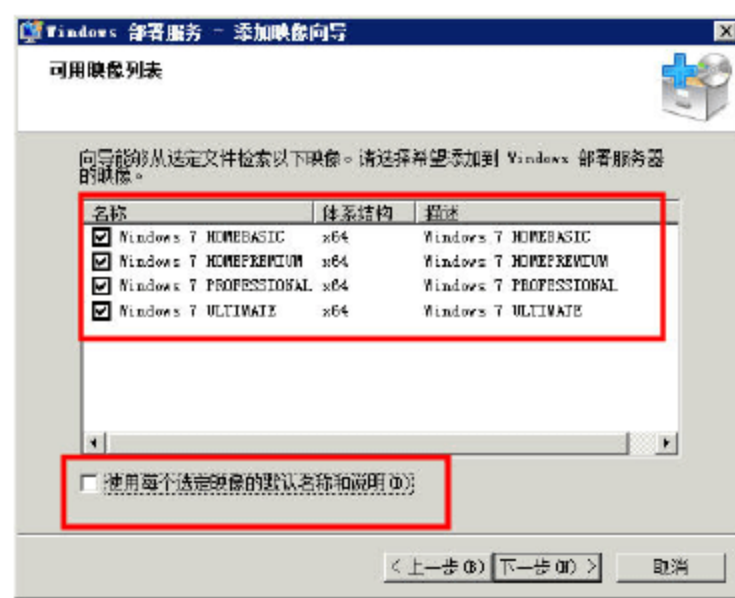 Windows 部署服务 - 添加映像向导
可用映像列表
向导能够从选定文件检索以下映像。请选择希望添加到 Windows 部署服务器
的映像。
名称 体系结构 描述
Windows 7 HOMEBASIC x64 Windows 7 HOMEBASIC
Windows 7 HOMEPREMIUM x64 Windows 7 HOMEPREMIUM
Windows 7 PROFESSIONAL x64 Windows 7 PROFESSIONAL
Windows 7 ULTIMATE x64 Windows 7 ULTIMATE
使用每个选定映像的默认名称和说明(D)
< 上一步(B) 下一步(N) > 取消